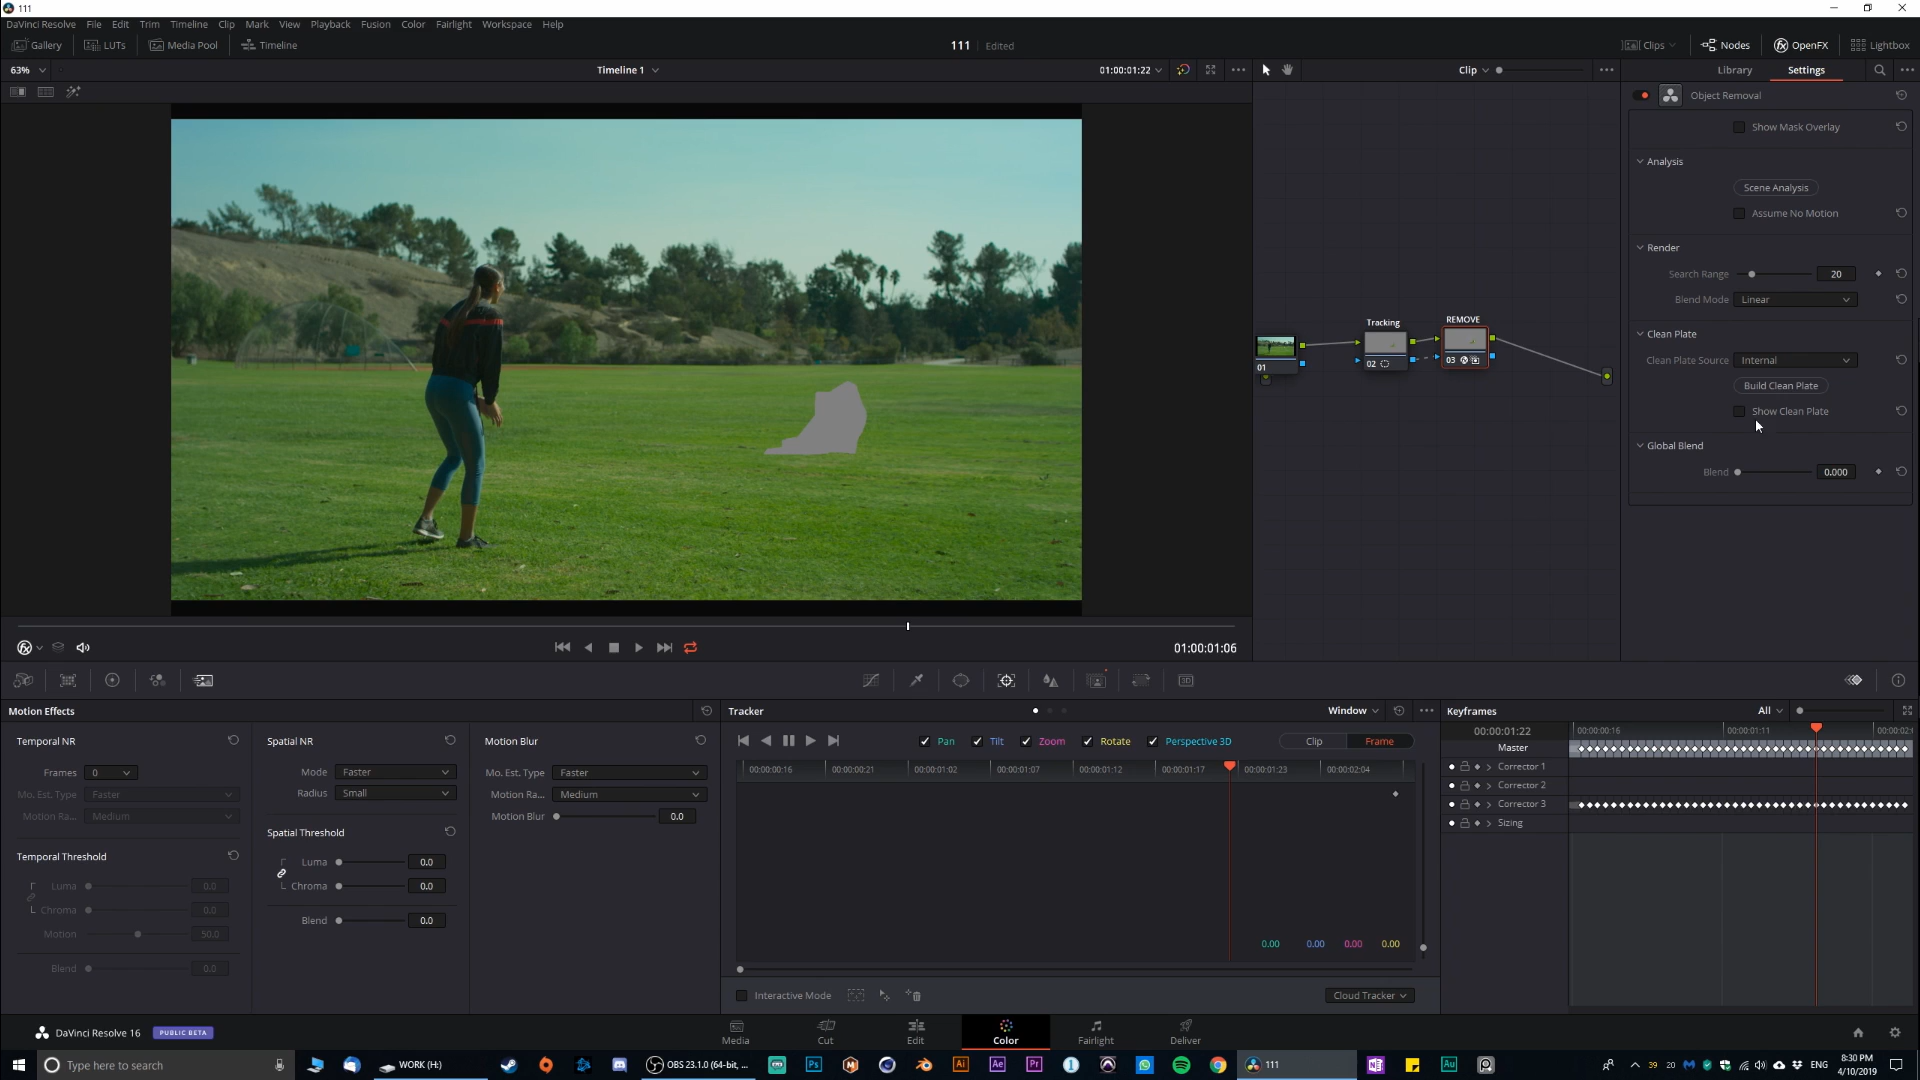 111
DaVinci Resolve File Edit Trim Timeline Clip Mark View Playback Fusion Color Fairlight Workspace Help
Gallery LUTs Media Pool Timeline 111 Edited Clips Nodes OpenFX Lightbox
63% Timeline 1 01:00:01:22 Clip Library Settings
Object Removal
Show Mask Overlay
Analysis
Scene Analysis
Assume No Motion
Render
Search Range 20
Blend Mode Linear
Clean Plate
Clean Plate Source Internal
Build Clean Plate
Show Clean Plate
Global Blend
Blend 0.000
Tracking REMOVE
01 02 03
01:00:01:06
Motion Effects
Temporal NR
Frames 0
Mo. Est. Type Faster
Motion Ra... Medium
Temporal Threshold
Luma 0.0
Chroma 0.0
Motion 50.0
Blend 0.0
Spatial NR
Mode Faster
Radius Small
Spatial Threshold
Luma 0.0
Chroma 0.0
Blend 0.0
Motion Blur
Mo. Est. Type Faster
Motion Ra... Medium
Motion Blur 0.0
Tracker Window
Pan Tilt Zoom Rotate Perspective 3D Clip Frame
00:00:00:16 00:00:00:21 00:00:01:02 00:00:01:07 00:00:01:12 00:00:01:17 00:00:01:23 00:00:02:04
0.00 0.00 0.00 0.00
Interactive Mode Cloud Tracker
Keyframes All
00:00:01:22 00:00:00:16 00:00:01:11 00:00:02:
Master
Corrector 1
Corrector 2
Corrector 3
Sizing
DaVinci Resolve 16 PUBLIC BETA
Media Cut Edit Color Fairlight Deliver
Type here to search WORK (H:) OBS 23.1.0 (64-bit, ... 111 39 20 ENG 8:30 PM
4/10/2019